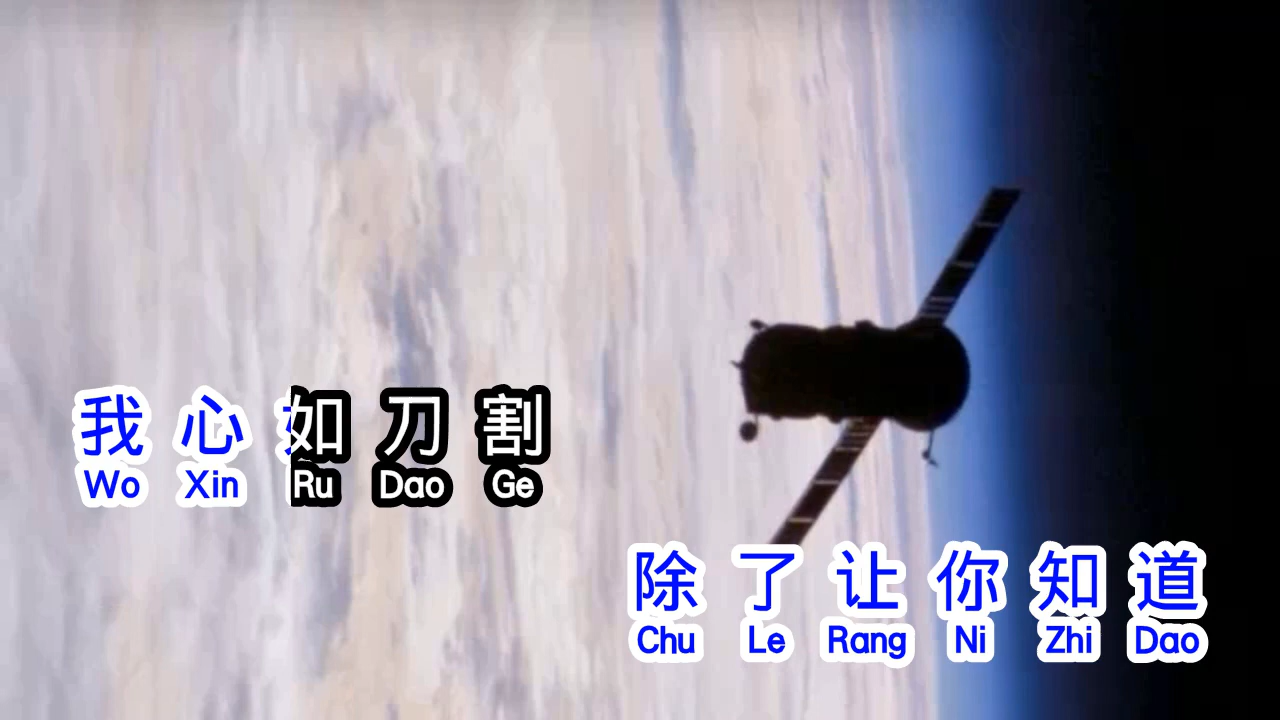 我 心 如 刀 割
Wo Xin Ru Dao Ge
除 了 让 你 知 道
Chu Le Rang Ni Zhi Dao